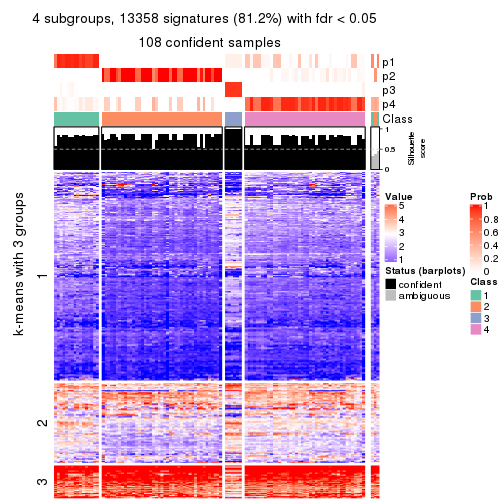 4 subgroups, 13358 signatures (81.2%) with fdr < 0.05
108 confident samples
p1
p2
p3
p4
Class
1
0.5
0
Silhouette
score
k-means with 3 groups
1
2
3
Value
5
4
3
2
1
Status (barplots)
confident
ambiguous
Prob
1
0.8
0.6
0.4
0.2
0
Class
1
2
3
4